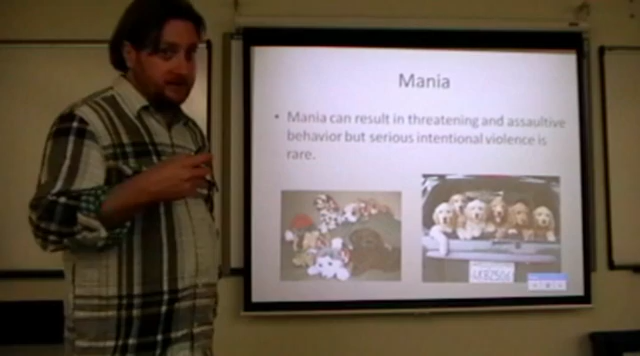 Mania
• Mania can result in threatening and assaultive
behavior but serious intentional violence is
rare.